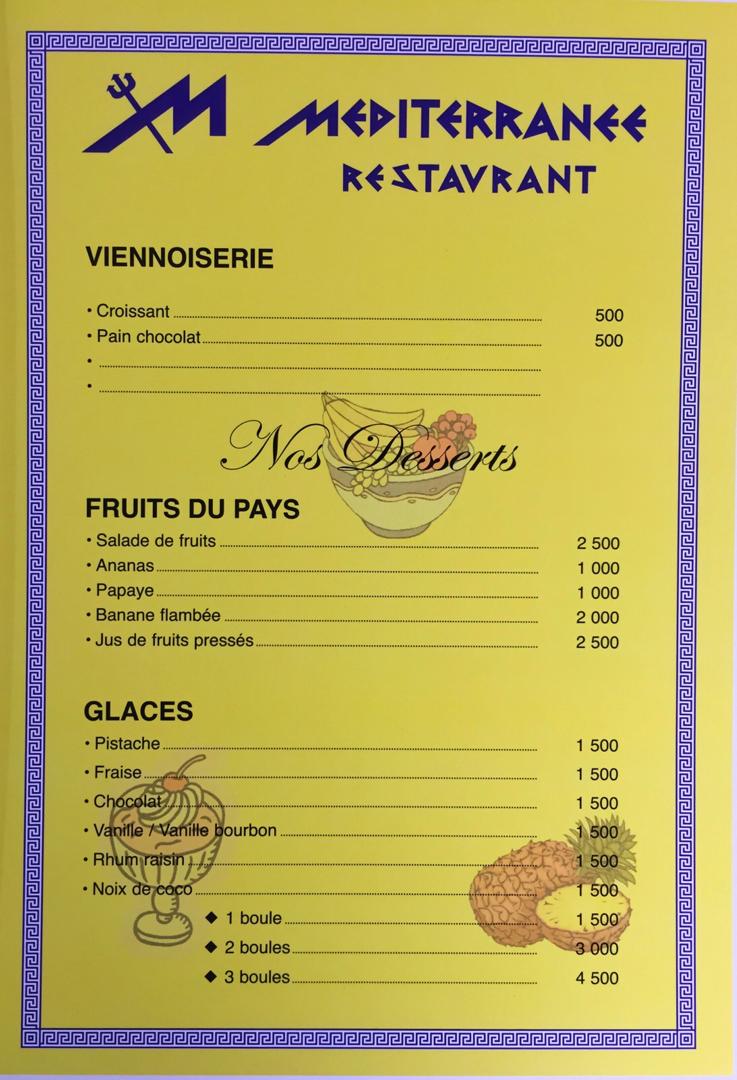 MEDITERRANEE
RESTAVRANT
VIENNOISERIE
• Croissant 500
• Pain chocolat 500
•
•
Nos Desserts
FRUITS DU PAYS
• Salade de fruits 2 500
• Ananas 1 000
• Papaye 1 000
• Banane flambée 2 000
• Jus de fruits pressés 2 500
GLACES
• Pistache 1 500
• Fraise 1 500
• Chocolat 1 500
• Vanille / Vanille bourbon 1 500
• Rhum raisin 1 500
• Noix de coco 1 500
◆ 1 boule 1 500
◆ 2 boules 3 000
◆ 3 boules 4 500